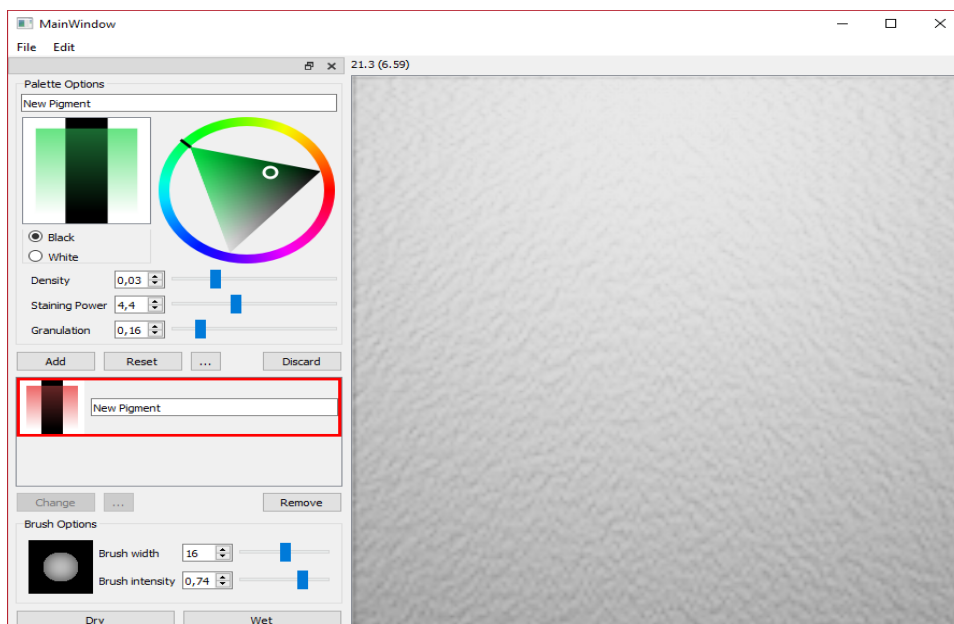 MainWindow
File Edit
21.3 (6.59)
Palette Options
New Pigment
Black
White
Density 0,03
Staining Power 4,4
Granulation 0,16
Add Reset ... Discard
New Pigment
Change ... Remove
Brush Options
Brush width 16
Brush intensity 0,74
Dry Wet